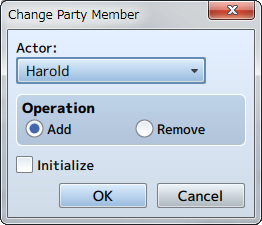 Change Party Member
Actor:
Harold
Operation
Add Remove
Initialize
OK Cancel